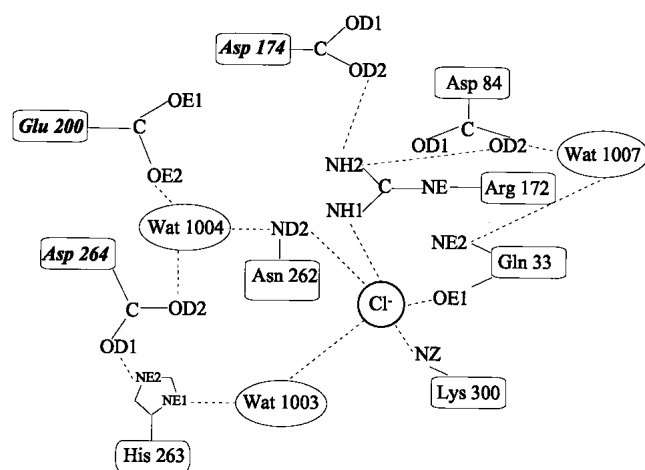 OD1
Asp 174
C
OD2
Asp 84
OE1
C
Glu 200
C
OD1
OD2
Wat 1007
OE2
NH2
C
NE
Arg 172
NH1
Wat 1004
ND2
NE2
Asp 264
Asn 262
Gln 33
C
OD2
Cl-
OE1
OD1
NZ
NE2
NE1
Wat 1003
Lys 300
His 263